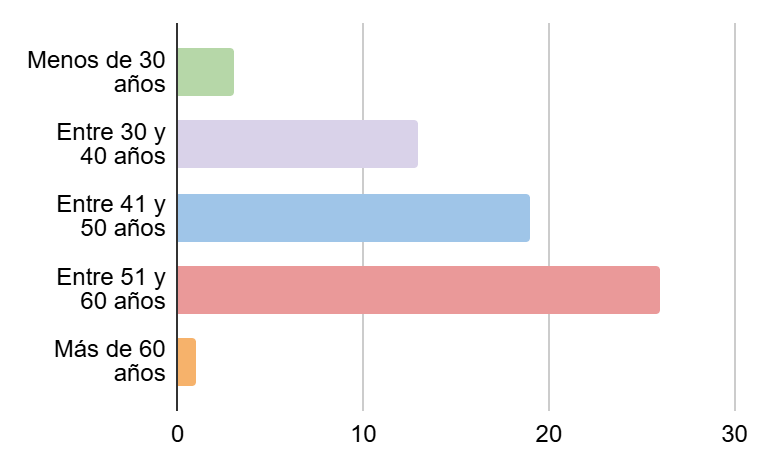 Menos de 30
años
Entre 30 y
40 años
Entre 41 y
50 años
Entre 51 y
60 años
Más de 60
años
0
10
20
30